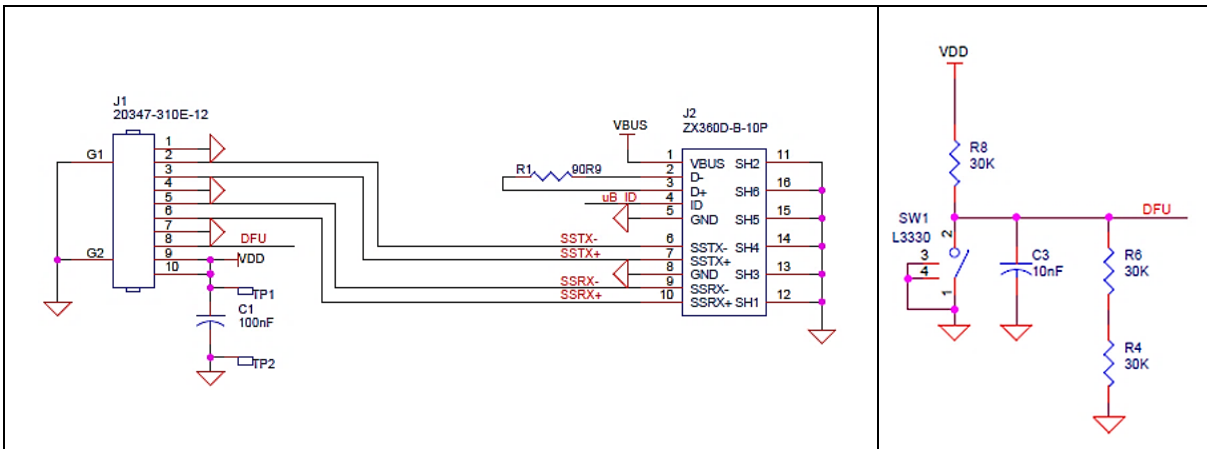 J1
20347-310E-12
G1
G2
1
2
3
4
5
6
7
8
9
10
DFU
VDD
TP1
C1
100nF
TP2
SSTX-
SSTX+
SSRX-
SSRX+
VBUS
R1
90R9
uB_ID
J2
ZX360D-B-10P
1 VBUS SH2 11
2 D-
3 D+ SH6 16
4 ID
5 GND SH5 15
6 SSTX- SH4 14
7 SSTX+
8 GND SH3 13
9 SSRX-
10 SSRX+ SH1 12
VDD
R8
30K
DFU
SW1
L3330
2
3
4
1
C3
10nF
R6
30K
R4
30K